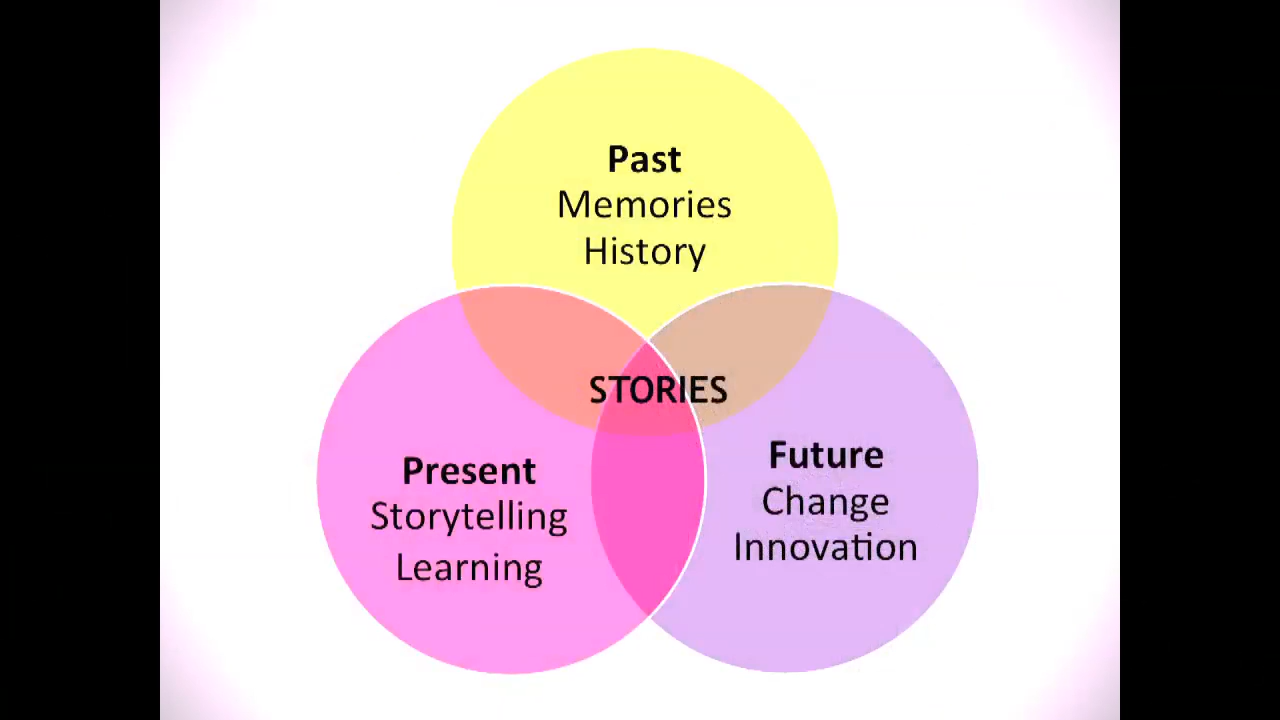 Past
Memories
History
STORIES
Present
Storytelling
Learning
Future
Change
Innovation